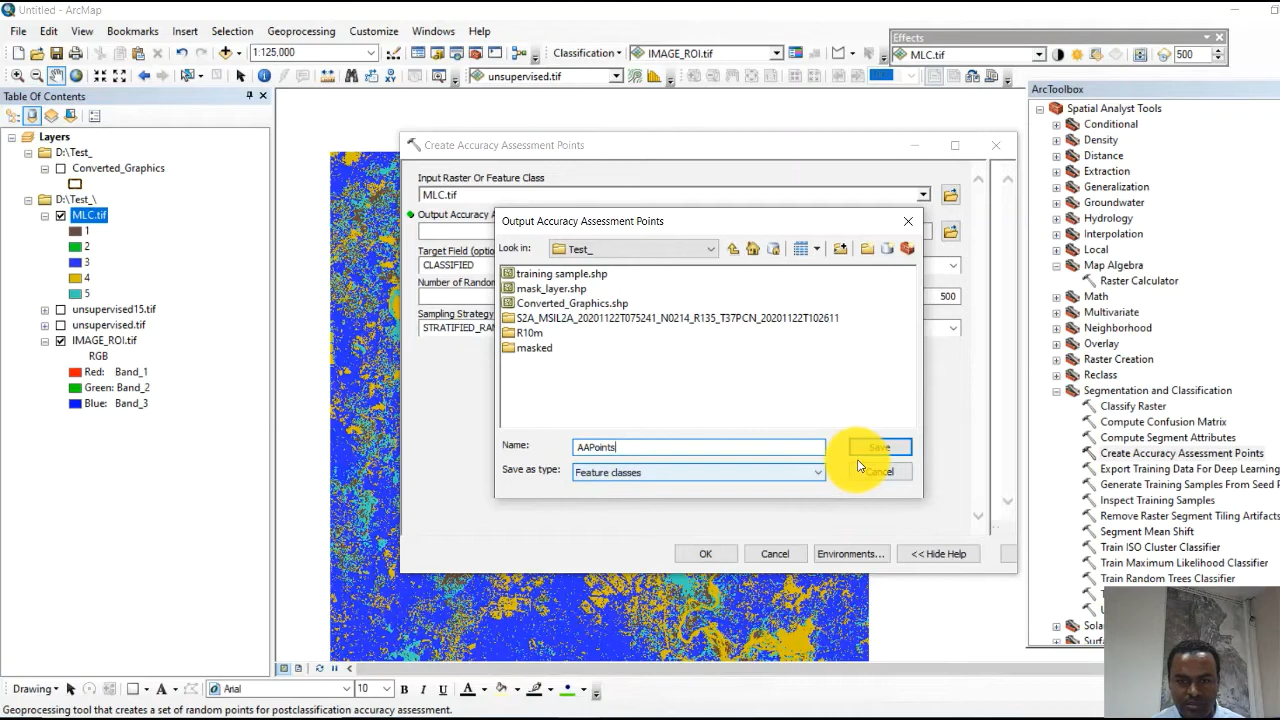 Untitled - ArcMap
File Edit View Bookmarks Insert Selection Geoprocessing Customize Windows Help
Effects
1:125,000
Classification
IMAGE_ROI.tif
MLC.tif
500
unsupervised.tif
Table Of Contents
ArcToolbox
Layers
D:\Test_
Converted_Graphics
D:\Test_\
MLC.tif
1
2
3
4
5
unsupervised15.tif
unsupervised.tif
IMAGE_ROI.tif
RGB
Red: Band_1
Green: Band_2
Blue: Band_3
Create Accuracy Assessment Points
Input Raster Or Feature Class
MLC.tif
Output Accuracy A
Target Field (optio
CLASSIFIED
Number of Random
500
Sampling Strategy
STRATIFIED_RAN
Output Accuracy Assessment Points
Look in:
Test_
training sample.shp
mask_layer.shp
Converted_Graphics.shp
S2A_MSIL2A_20201122T075241_N0214_R135_T37PCN_20201122T102611
R10m
masked
Name:
AAPoints
Save
Save as type:
Feature classes
Cancel
OK
Cancel
Environments...
<< Hide Help
Spatial Analyst Tools
Conditional
Density
Distance
Extraction
Generalization
Groundwater
Hydrology
Interpolation
Local
Map Algebra
Raster Calculator
Math
Multivariate
Neighborhood
Overlay
Raster Creation
Reclass
Segmentation and Classification
Classify Raster
Compute Confusion Matrix
Compute Segment Attributes
Create Accuracy Assessment Points
Export Training Data For Deep Learning
Generate Training Samples From Seed P
Inspect Training Samples
Remove Raster Segment Tiling Artifacts
Segment Mean Shift
Train ISO Cluster Classifier
Train Maximum Likelihood Classifier
Train Random Trees Classifier
Drawing
Arial
10
B I U A
Geoprocessing tool that creates a set of random points for postclassification accuracy assessment.